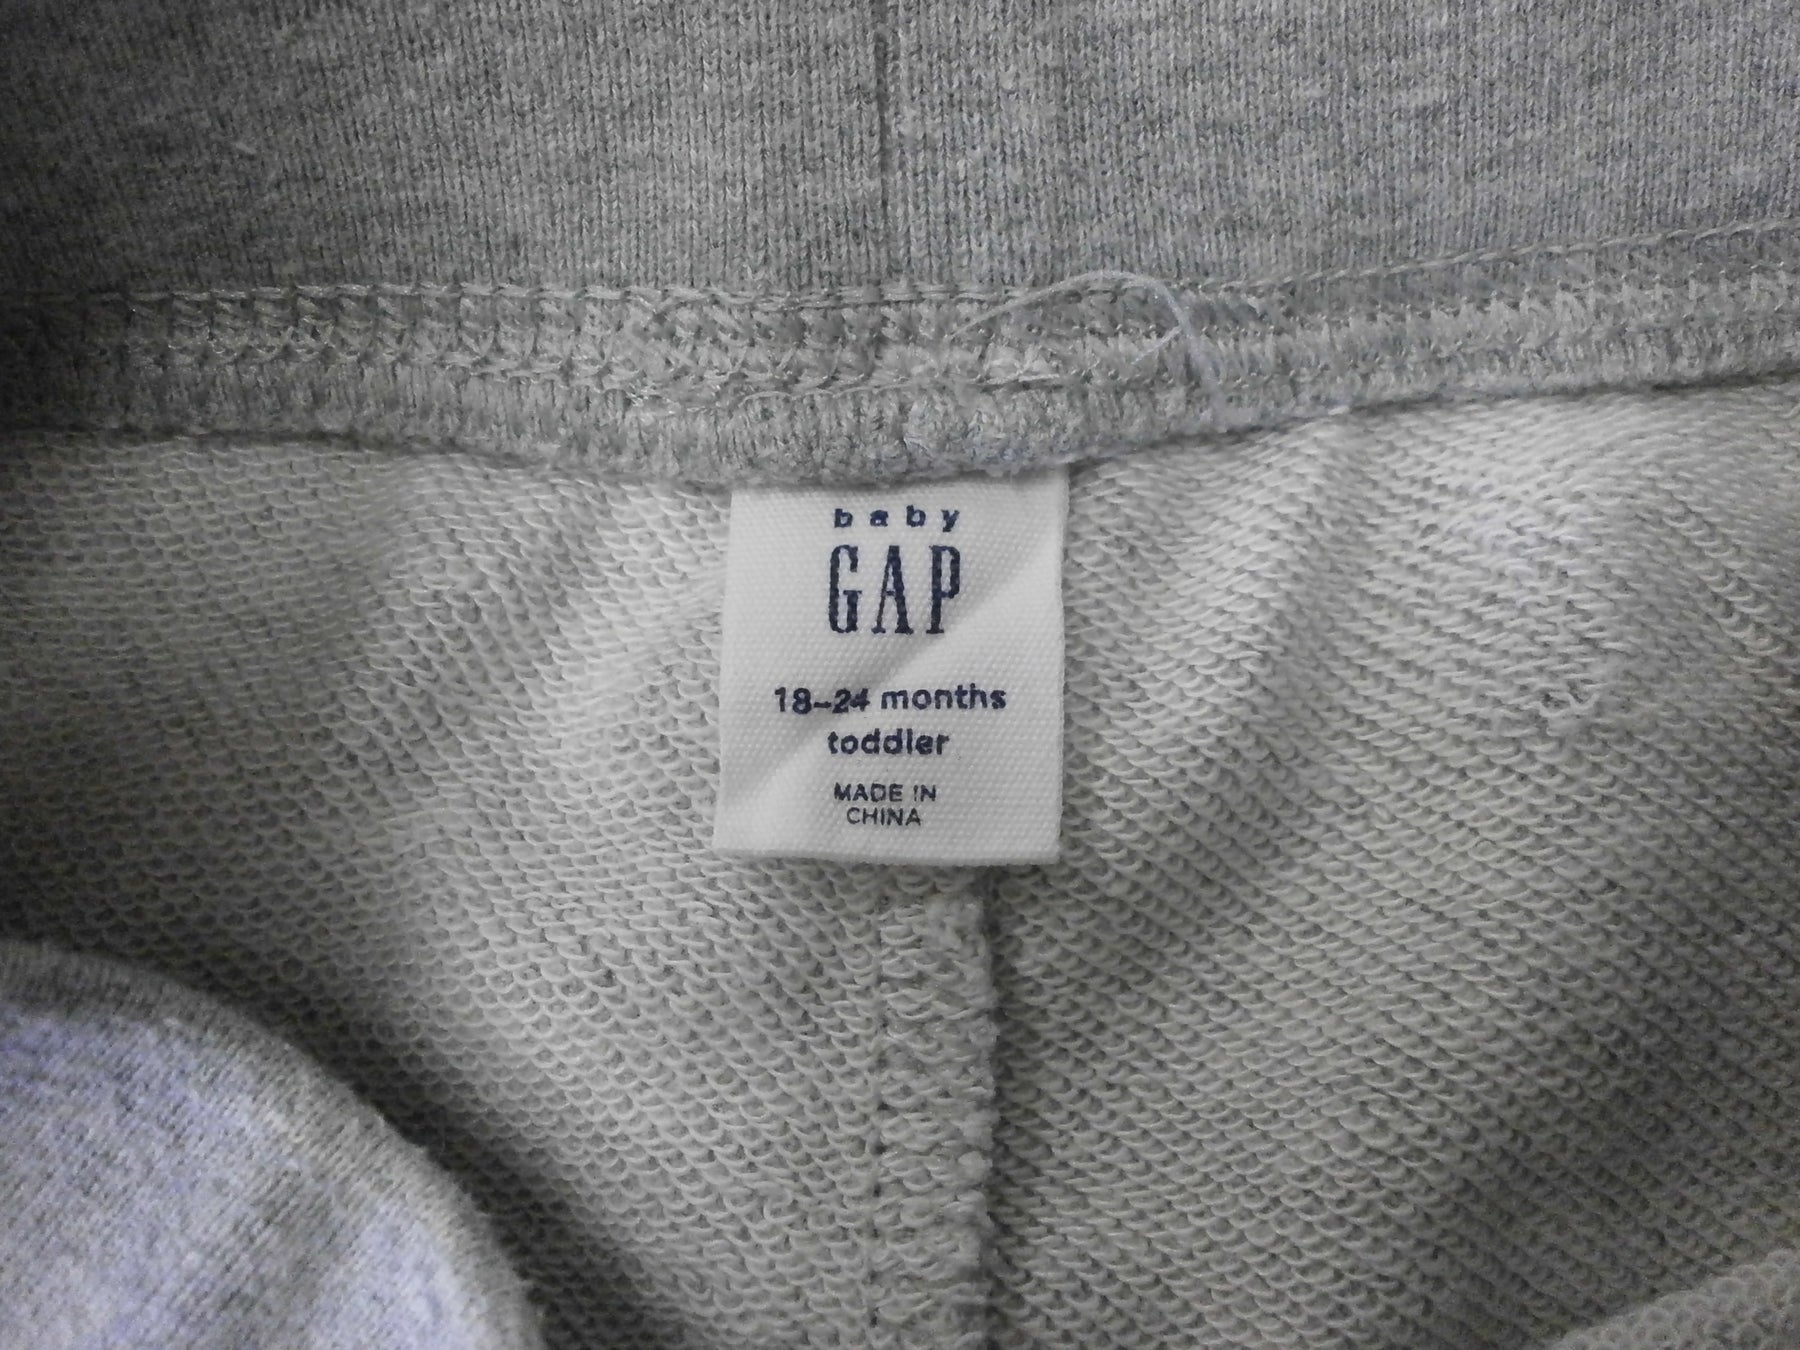 baby
GAP
18-24 months
toddler
MADE IN
CHINA